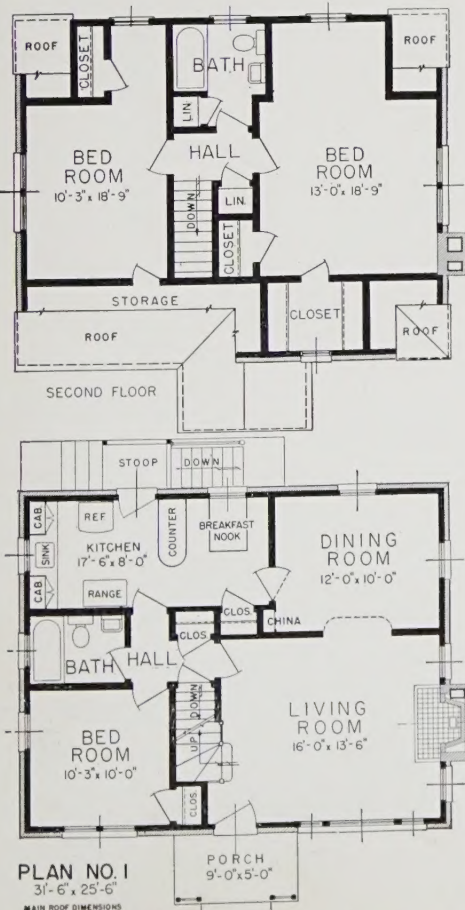 ROOF
CLOSET
BATH
ROOF
LIN.
BED
ROOM
10'-3" x 18'-9"
HALL
BED
ROOM
13'-0" x 18'-9"
DOWN
LIN.
CLOSET
STORAGE
CLOSET
ROOF
ROOF
SECOND FLOOR
STOOP
DOWN
CAB.
REF.
COUNTER
BREAKFAST
NOOK
DINING
ROOM
12'-0" x 10'-0"
SINK
KITCHEN
17'-6" x 8'-0"
CAB.
RANGE
CLOS.
CLOS.
CHINA
BATH
HALL
BED
ROOM
10'-3" x 10'-0"
DOWN
UP
LIVING
ROOM
16'-0" x 13'-6"
CLOS.
PLAN NO. 1
31'-6" x 25'-6"
MAIN ROOF DIMENSIONS
PORCH
9'-0" x 5'-0"